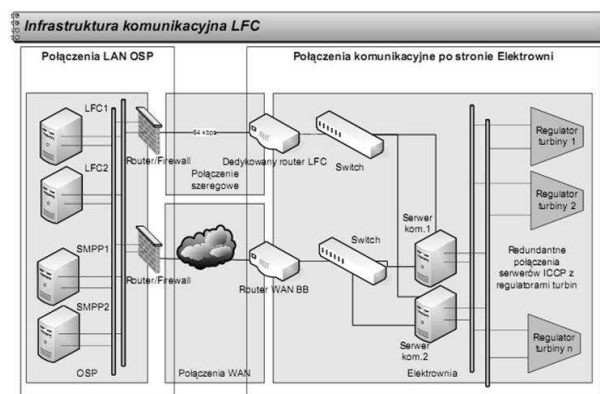 Infrastruktura komunikacyjna LFC
Połączenia LAN OSP
Połączenia komunikacyjne po stronie Elektrowni
LFC1
LFC2
SMPP1
SMPP2
OSP
Router/Firewall
64 kbps
Połączenie
szeregowe
Dedykowany router LFC
Switch
Router/Firewall
Połączenia WAN
Router WAN BB
Switch
Serwer
kom.1
Serwer
kom.2
Elektrownia
Regulator
turbiny 1
Regulator
turbiny 2
Redundantne
połączenia
serwerów ICCP z
regulatorami turbin
Regulator
turbiny n